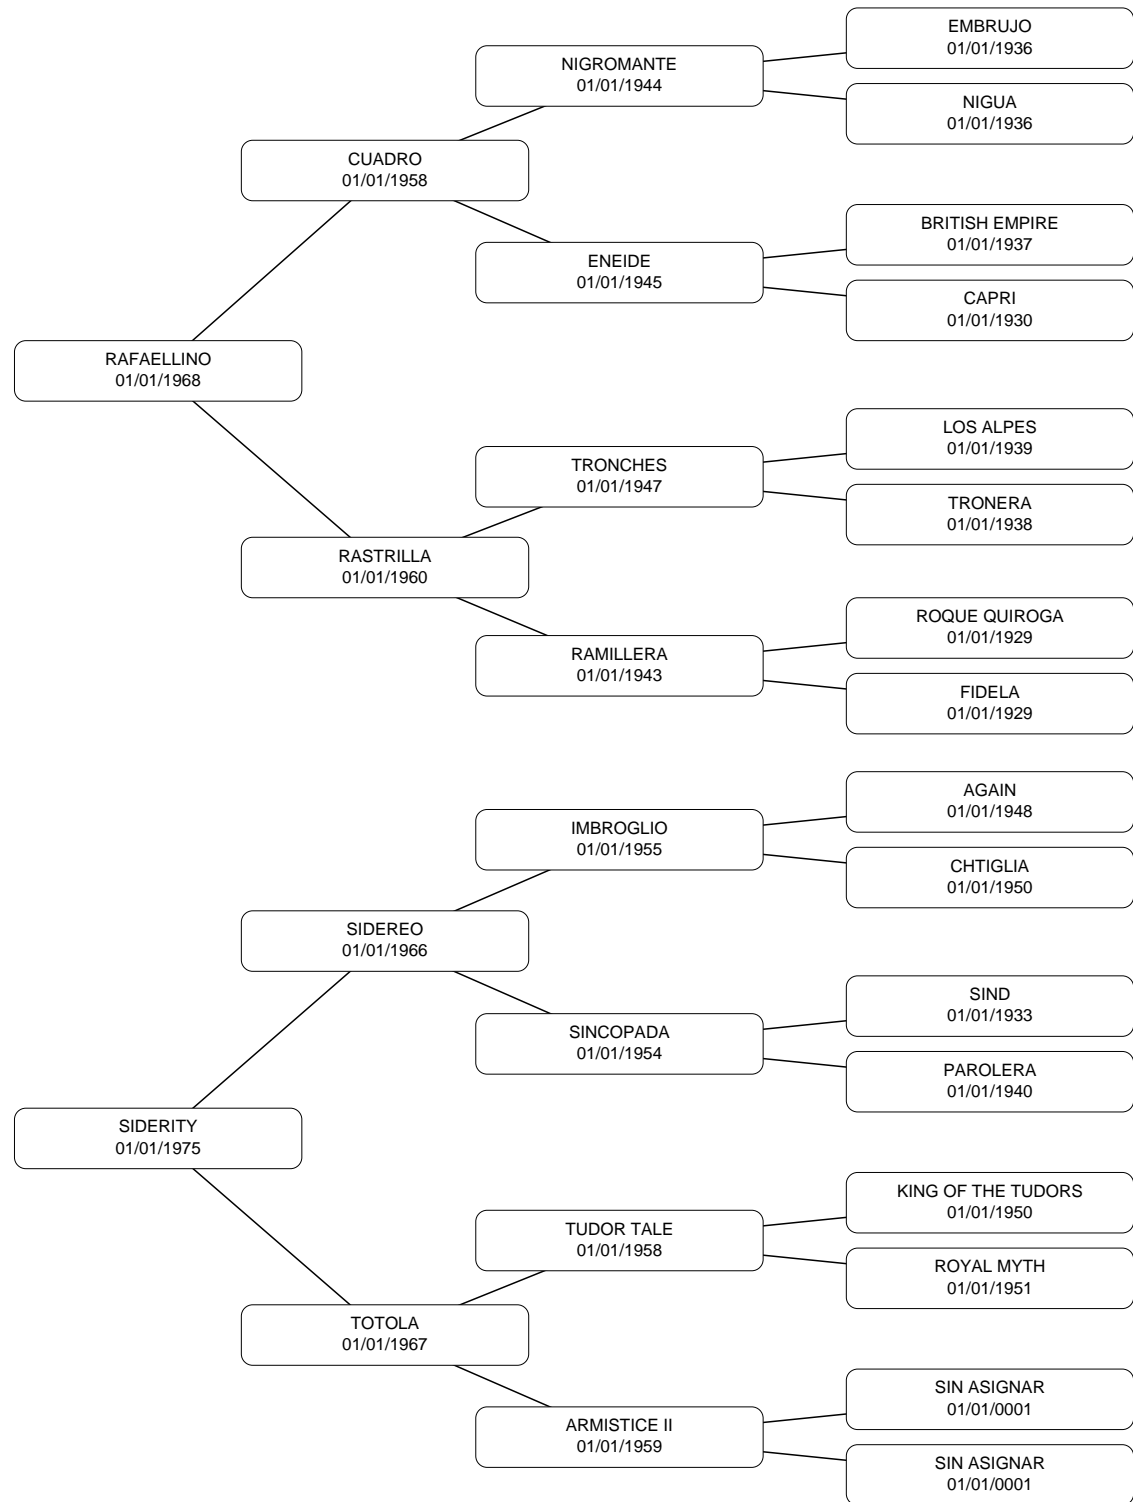 EMBRUJO
01/01/1936
NIGROMANTE
01/01/1944
NIGUA
01/01/1936
CUADRO
01/01/1958
BRITISH EMPIRE
01/01/1937
ENEIDE
01/01/1945
CAPRI
01/01/1930
RAFAELLINO
01/01/1968
LOS ALPES
01/01/1939
TRONCHES
01/01/1947
TRONERA
01/01/1938
RASTRILLA
01/01/1960
ROQUE QUIROGA
01/01/1929
RAMILLERA
01/01/1943
FIDELA
01/01/1929
AGAIN
01/01/1948
IMBROGLIO
01/01/1955
CHTIGLIA
01/01/1950
SIDEREO
01/01/1966
SIND
01/01/1933
SINCOPADA
01/01/1954
PAROLERA
01/01/1940
SIDERITY
01/01/1975
KING OF THE TUDORS
01/01/1950
TUDOR TALE
01/01/1958
ROYAL MYTH
01/01/1951
TOTOLA
01/01/1967
SIN ASIGNAR
01/01/0001
ARMISTICE II
01/01/1959
SIN ASIGNAR
01/01/0001